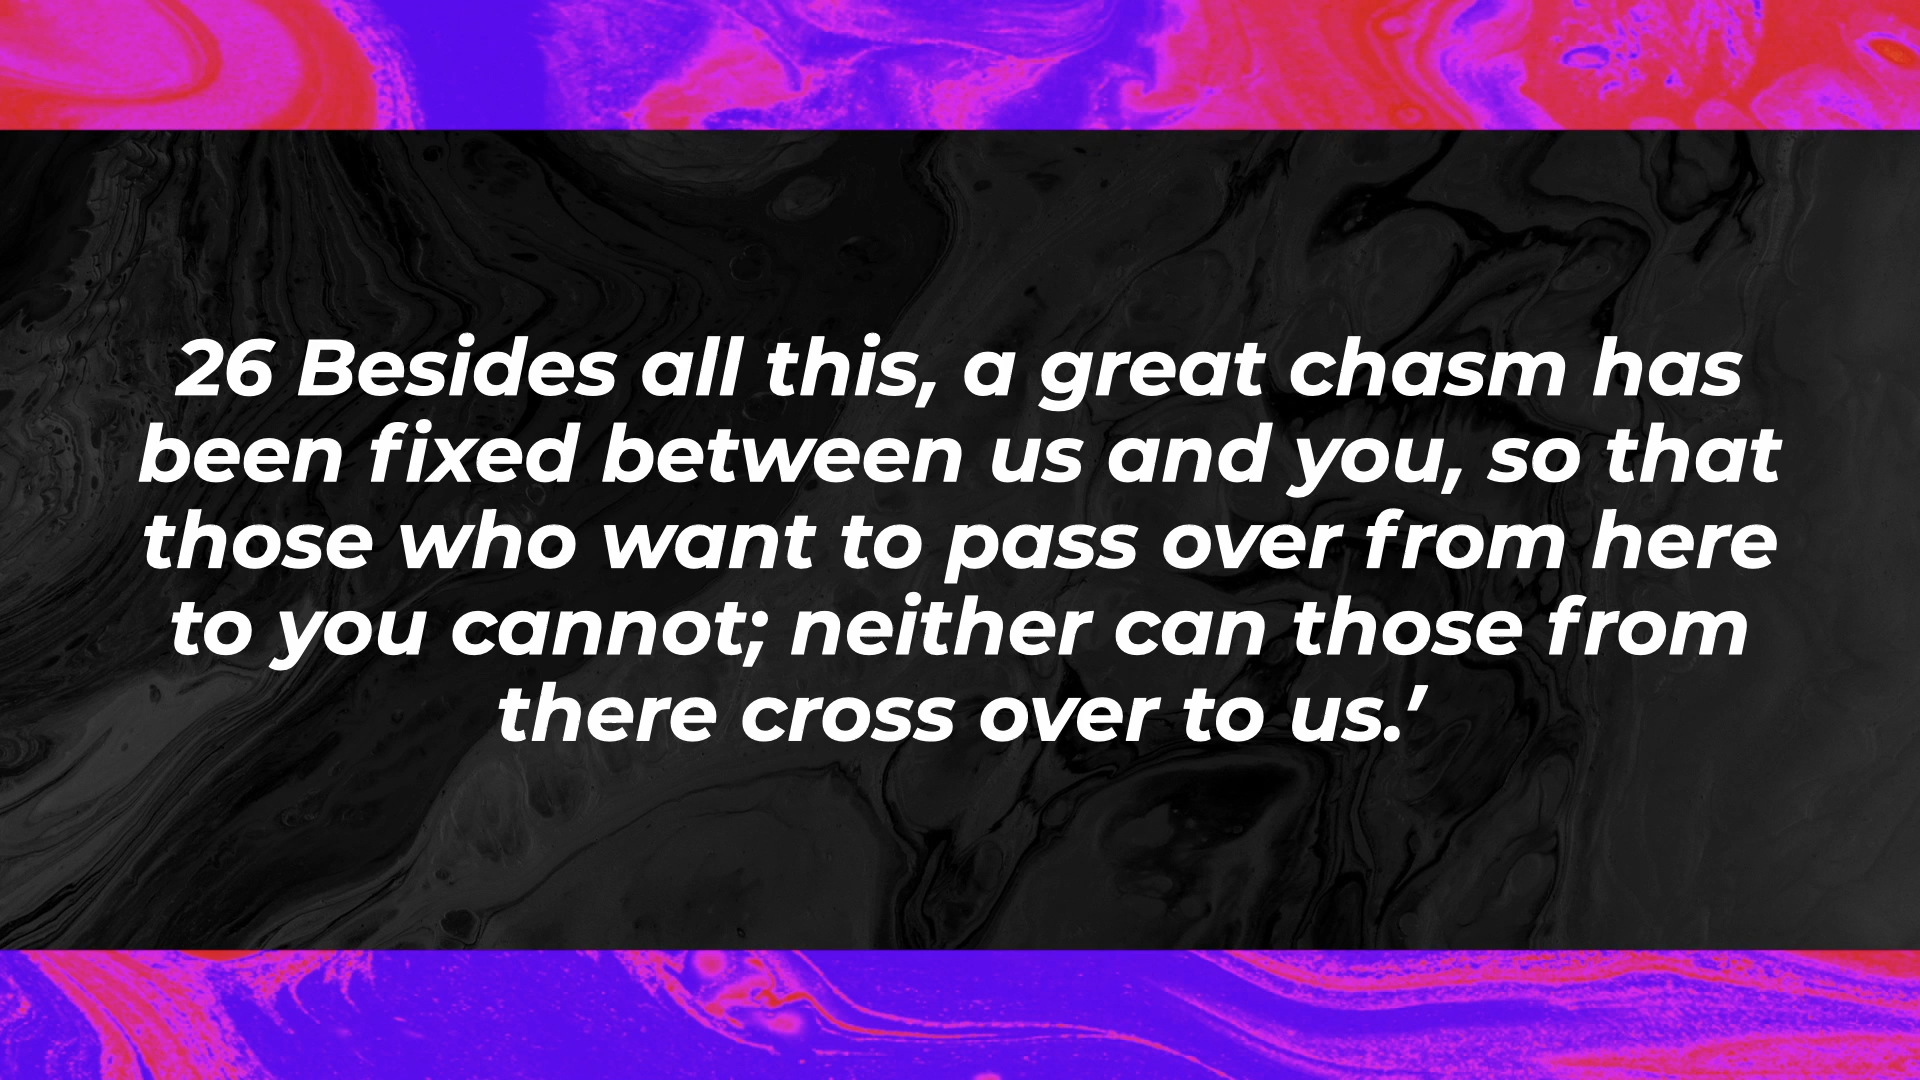 26 Besides all this, a great chasm has
been fixed between us and you, so that
those who want to pass over from here
to you cannot; neither can those from
there cross over to us.’